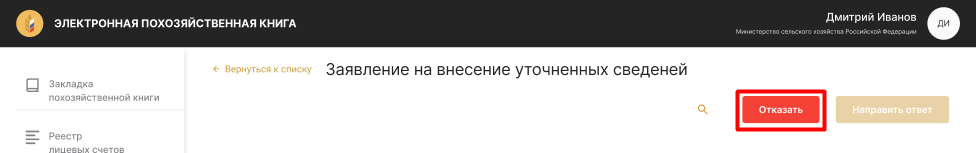 ЭЛЕКТРОННАЯ ПОХОЗЯЙСТВЕННАЯ КНИГА
Дмитрий Иванов
Министерство сельского хозяйства Российской Федерации
ДИ
← Вернуться к списку
Заявление на внесение уточненных сведеней
Закладка
похозяйственной книги
Отказать
Направить ответ
Реестр
лицевых счетов